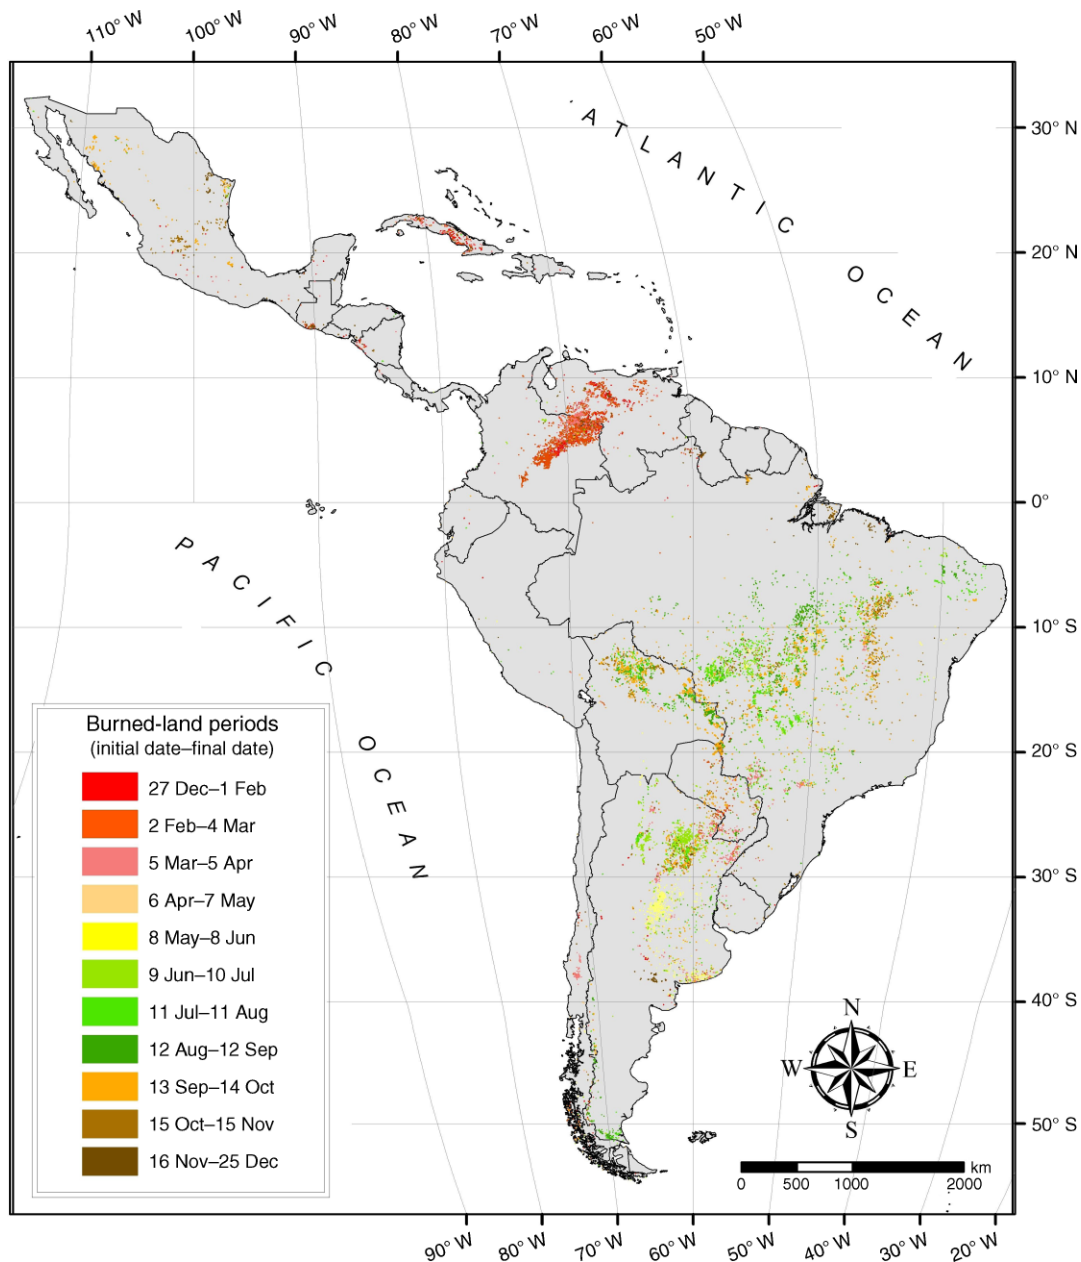 110° W 100° W 90° W 80° W 70° W 60° W 50° W
30° N
ATLANTIC OCEAN
20° N
10° N
0°
PACIFIC OCEAN
10° S
20° S
30° S
40° S
50° S
Burned-land periods
(initial date–final date)
27 Dec–1 Feb
2 Feb–4 Mar
5 Mar–5 Apr
6 Apr–7 May
8 May–8 Jun
9 Jun–10 Jul
11 Jul–11 Aug
12 Aug–12 Sep
13 Sep–14 Oct
15 Oct–15 Nov
16 Nov–25 Dec
N
W E
S
km
0 500 1000 2000
90° W 80° W 70° W 60° W 50° W 40° W 30° W 20° W